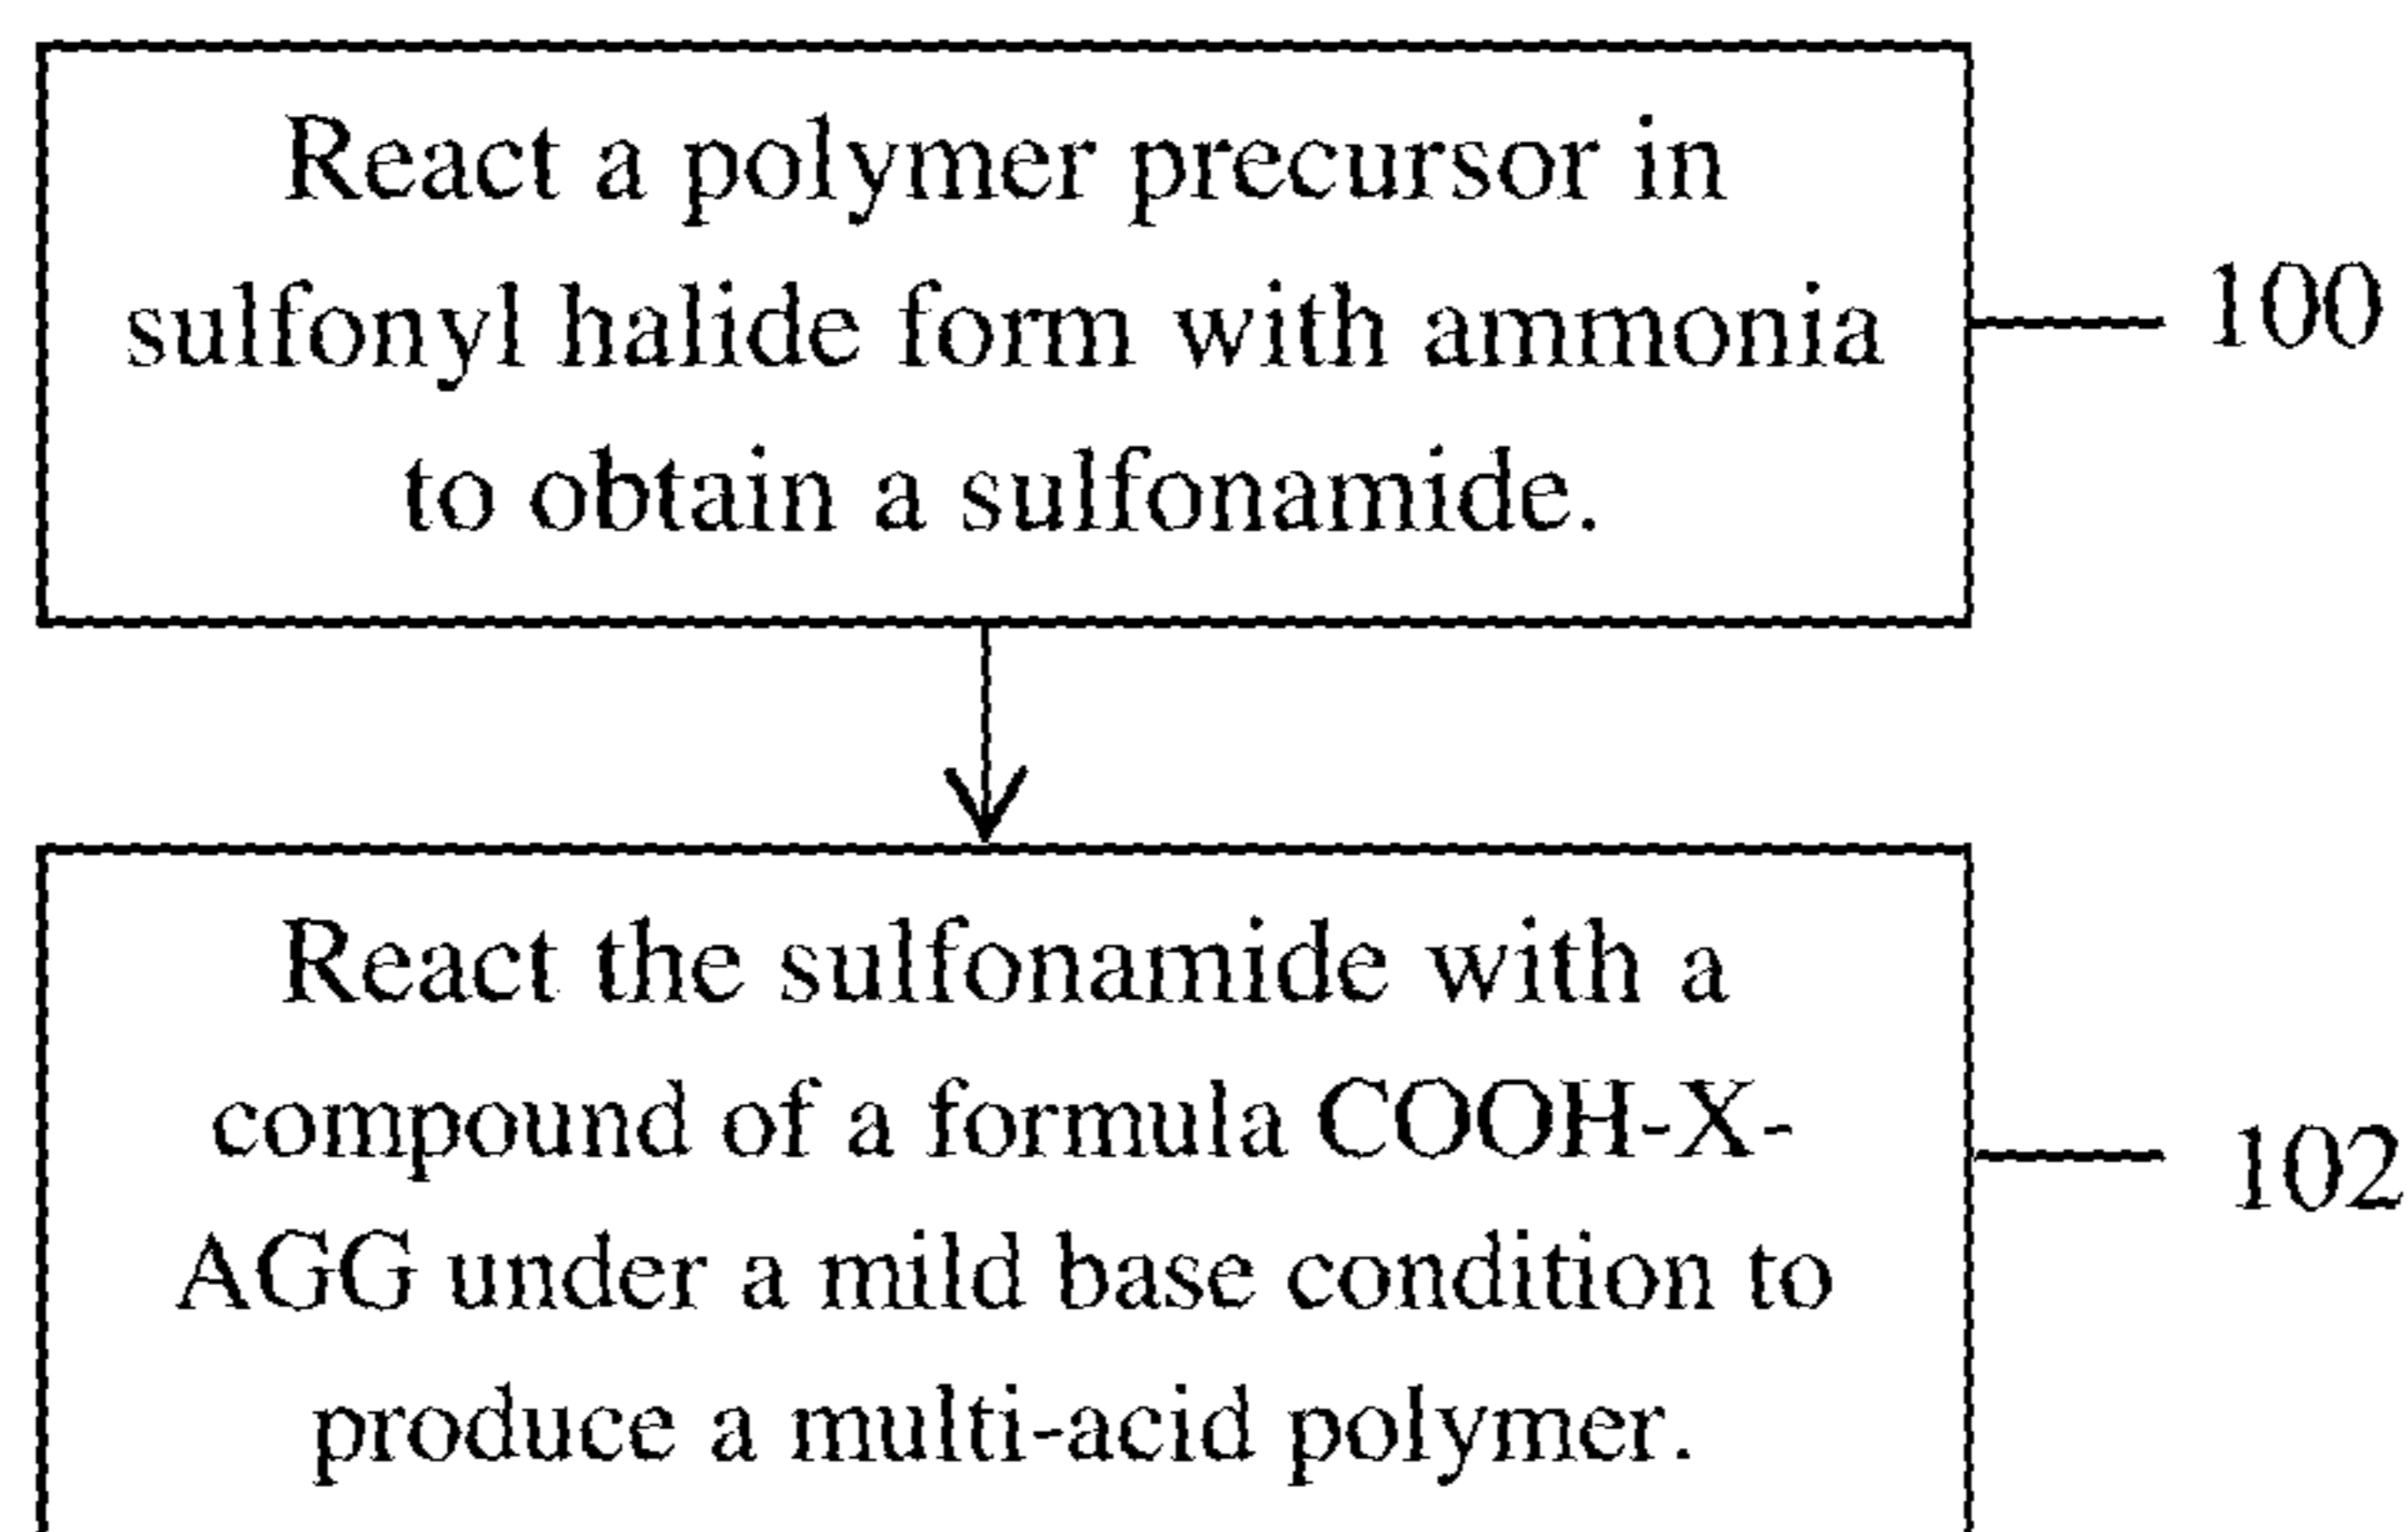 React a polymer precursor in
sulfonyl halide form with ammonia
to obtain a sulfonamide.
100
React the sulfonamide with a
compound of a formula COOH-X-
AGG under a mild base condition to
produce a multi-acid polymer.
102